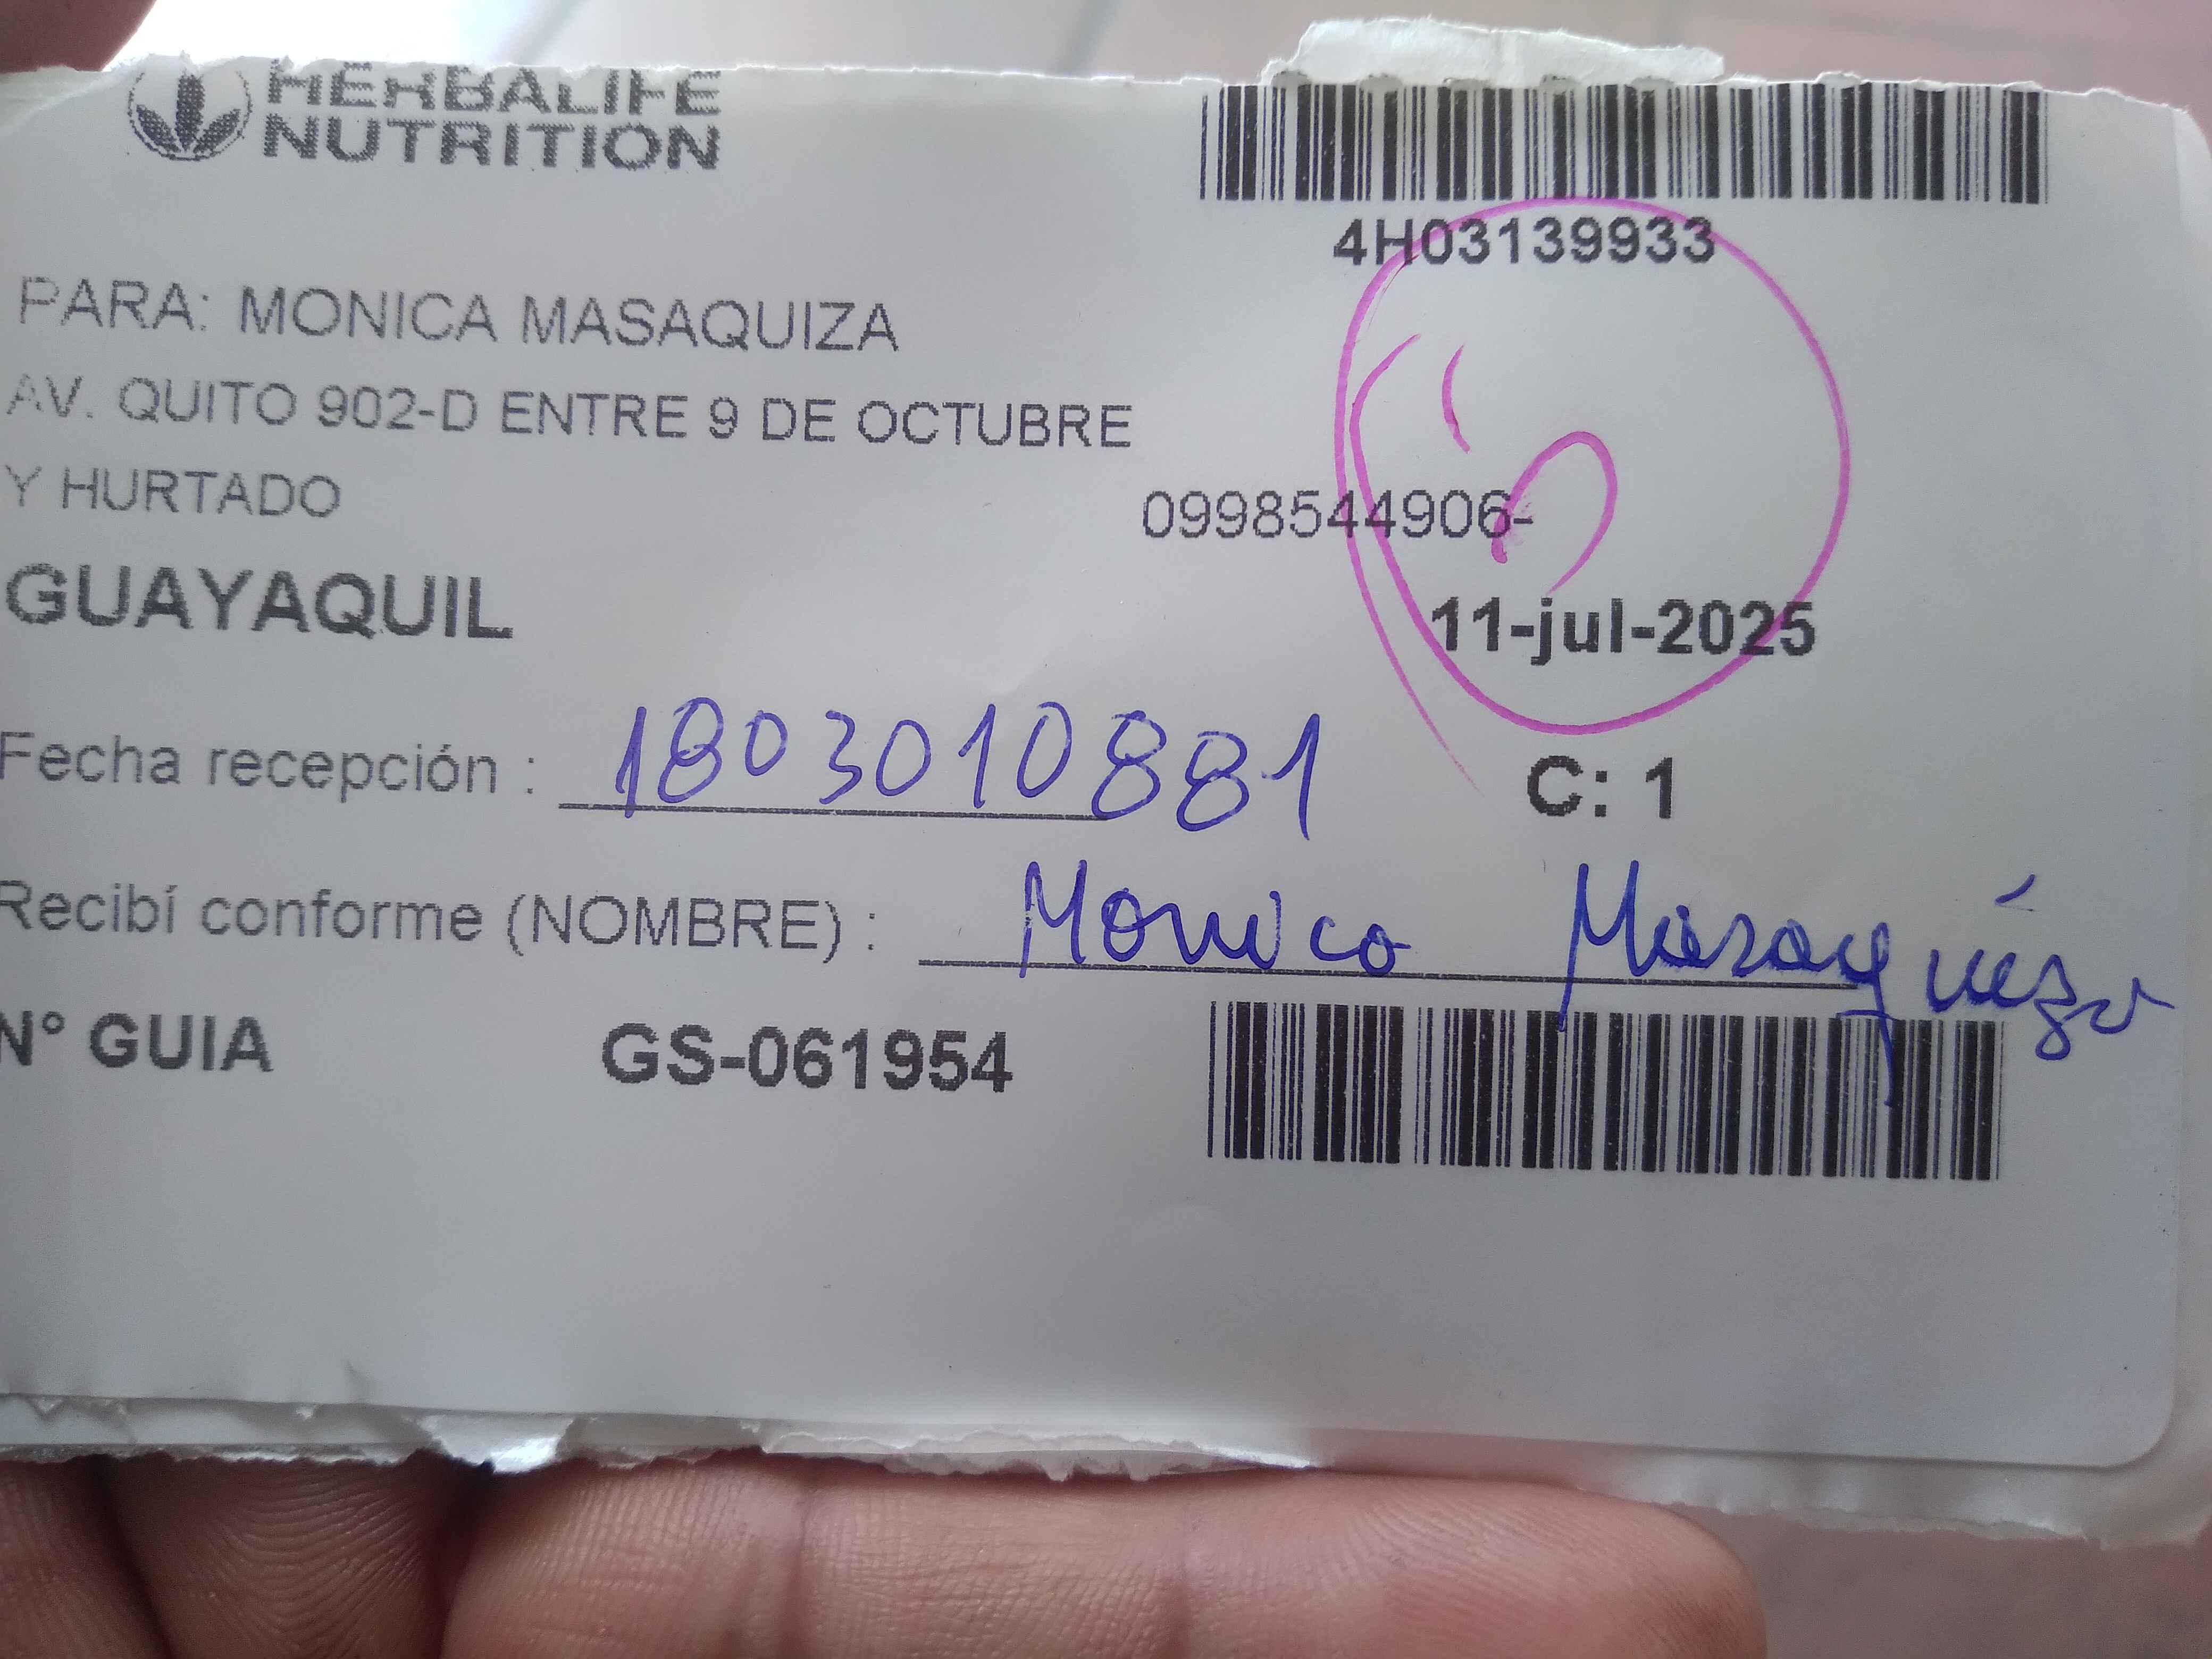 HERBALIFE
NUTRITION
4H03139933
PARA: MONICA MASAQUIZA
AV. QUITO 902-D ENTRE 9 DE OCTUBRE
Y HURTADO
0998544906-
GUAYAQUIL
11-jul-2025
Fecha recepción : 1803010881
C: 1
Recibí conforme (NOMBRE) : Monica Masaquiza
N° GUIA GS-061954